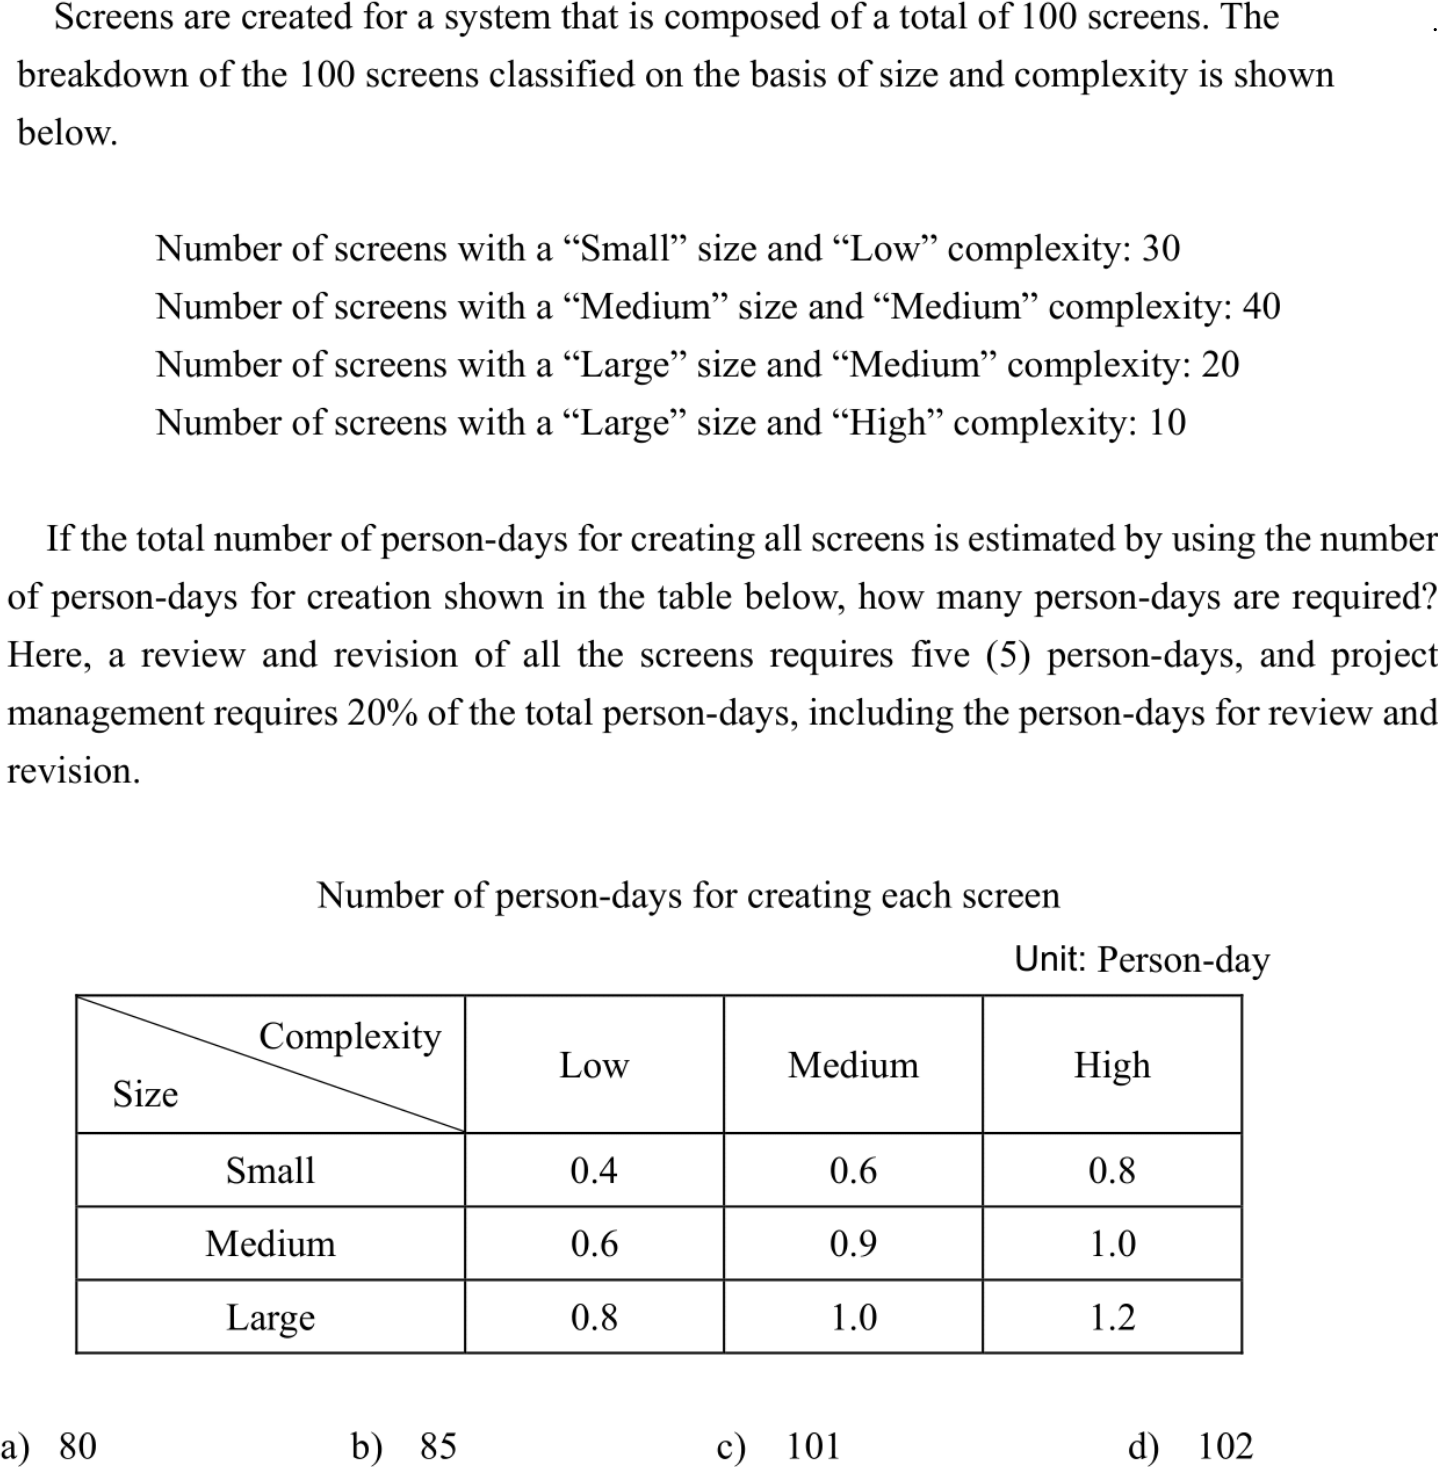 Screens are created for a system that is composed of a total of 100 screens. The
breakdown of the 100 screens classified on the basis of size and complexity is shown
below.
Number of screens with a “Small” size and “Low” complexity: 30
Number of screens with a “Medium” size and “Medium” complexity: 40
Number of screens with a “Large” size and “Medium” complexity: 20
Number of screens with a “Large” size and “High” complexity: 10
If the total number of person-days for creating all screens is estimated by using the number
of person-days for creation shown in the table below, how many person-days are required?
Here, a review and revision of all the screens requires five (5) person-days, and project
management requires 20% of the total person-days, including the person-days for review and
revision.
Number of person-days for creating each screen
Unit: Person-day
Complexity
Size
Low Medium High
Small 0.4 0.6 0.8
Medium 0.6 0.9 1.0
Large 0.8 1.0 1.2
a) 80 b) 85 c) 101 d) 102